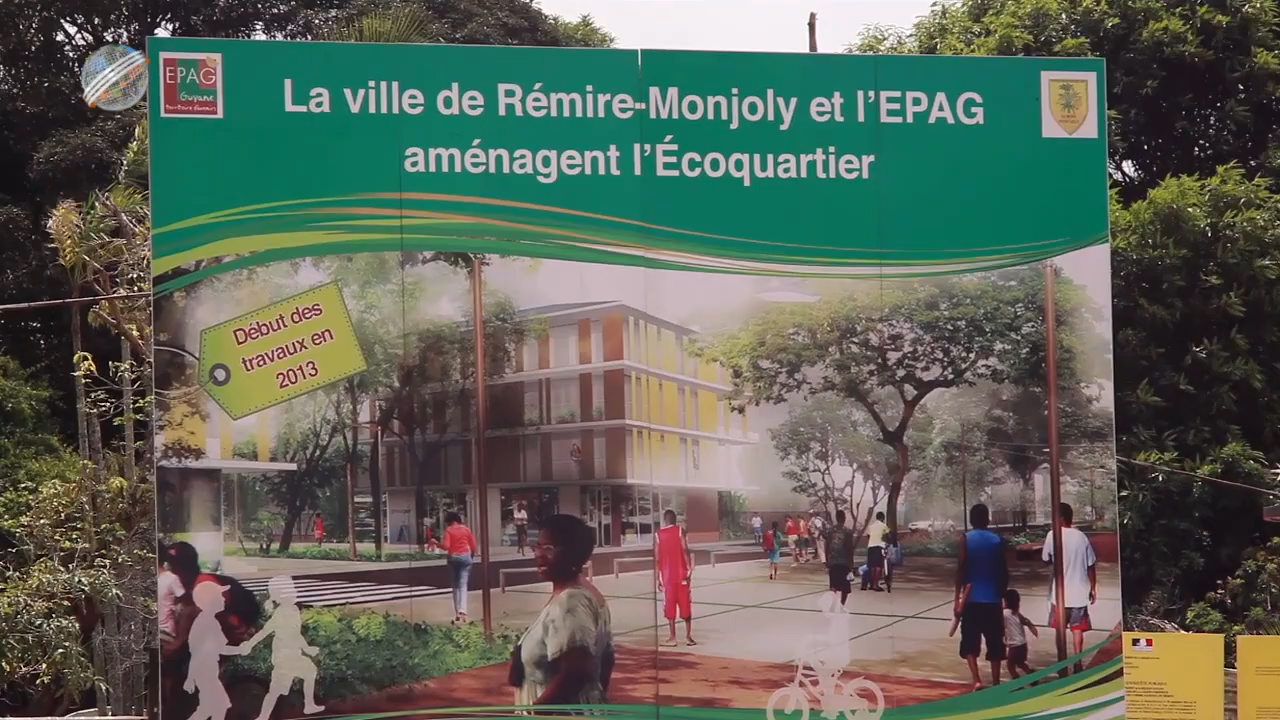 EPAG
Guyane
La ville de Rémire-Monjoly et l'EPAG
aménagent l'Écoquartier
Début des
travaux en
2013